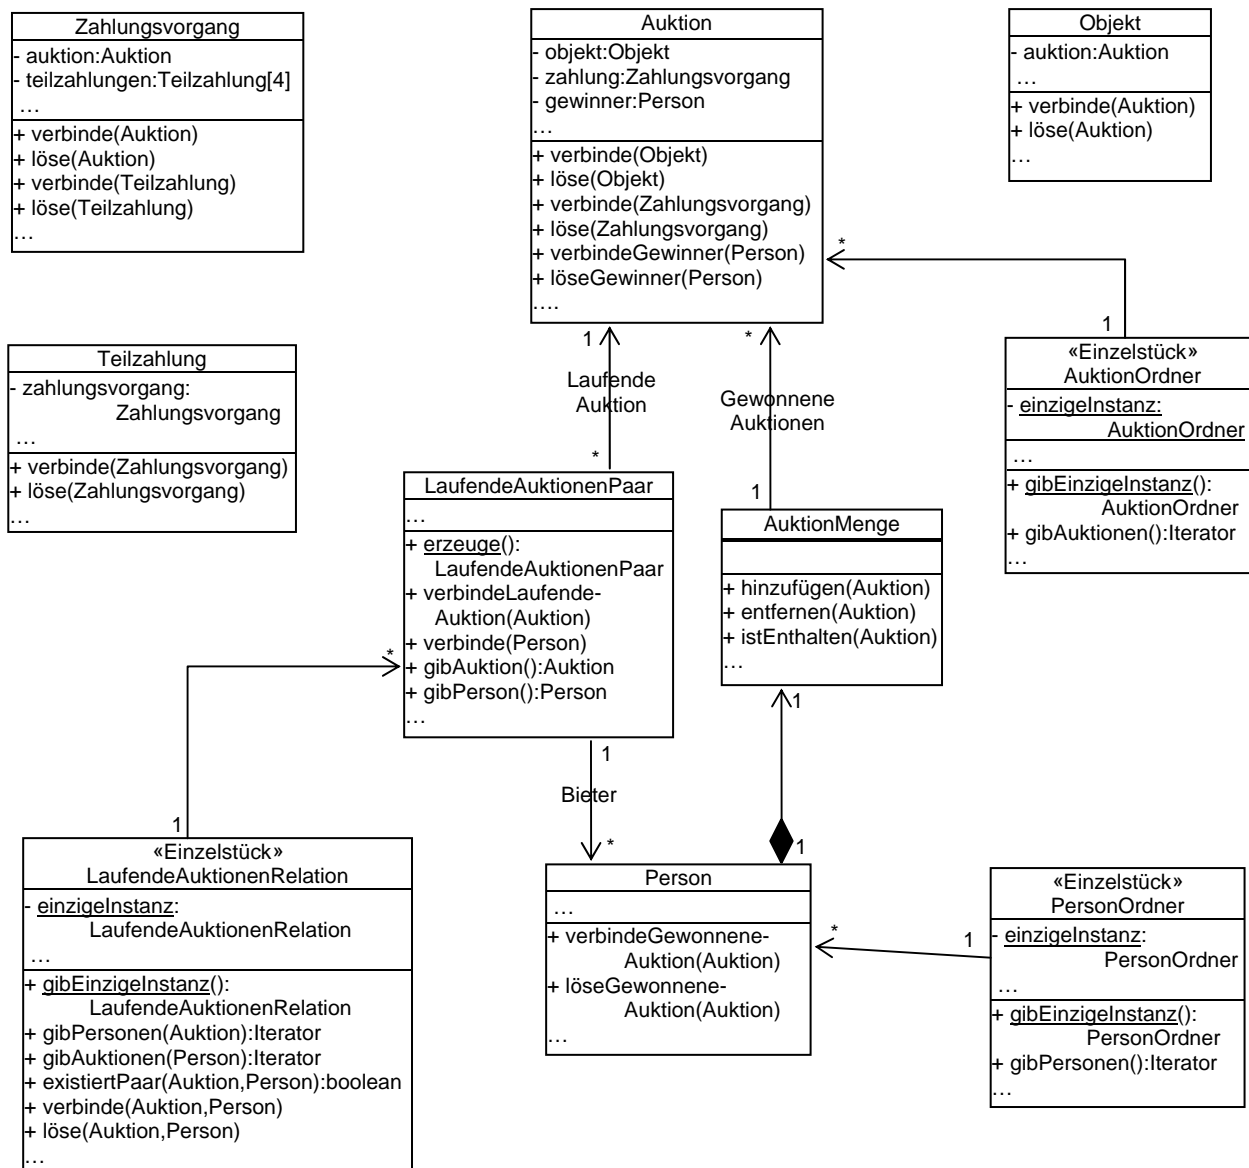 Zahlungsvorgang
- auktion:Auktion
- teilzahlungen:Teilzahlung[4]
…
+ verbinde(Auktion)
+ löse(Auktion)
+ verbinde(Teilzahlung)
+ löse(Teilzahlung)
…
Auktion
- objekt:Objekt
- zahlung:Zahlungsvorgang
- gewinner:Person
…
+ verbinde(Objekt)
+ löse(Objekt)
+ verbinde(Zahlungsvorgang)
+ löse(Zahlungsvorgang)
+ verbindeGewinner(Person)
+ löseGewinner(Person)
….
Objekt
- auktion:Auktion
…
+ verbinde(Auktion)
+ löse(Auktion)
…
*
1
Teilzahlung
- zahlungsvorgang:
Zahlungsvorgang
…
+ verbinde(Zahlungsvorgang)
+ löse(Zahlungsvorgang)
…
1
Laufende
Auktion
*
*
Gewonnene
Auktionen
1
«Einzelstück»
AuktionOrdner
- einzigeInstanz:
AuktionOrdner
…
+ gibEinzigeInstanz():
AuktionOrdner
+ gibAuktionen():Iterator
…
LaufendeAuktionenPaar
…
+ erzeuge():
LaufendeAuktionenPaar
+ verbindeLaufende-
Auktion(Auktion)
+ verbinde(Person)
+ gibAuktion():Auktion
+ gibPerson():Person
…
AuktionMenge
+ hinzufügen(Auktion)
+ entfernen(Auktion)
+ istEnthalten(Auktion)
…
*
1
1
Bieter
*
1
1
«Einzelstück»
LaufendeAuktionenRelation
- einzigeInstanz:
LaufendeAuktionenRelation
…
+ gibEinzigeInstanz():
LaufendeAuktionenRelation
+ gibPersonen(Auktion):Iterator
+ gibAuktionen(Person):Iterator
+ existiertPaar(Auktion,Person):boolean
+ verbinde(Auktion,Person)
+ löse(Auktion,Person)
…
Person
…
+ verbindeGewonnene-
Auktion(Auktion)
+ löseGewonnene-
Auktion(Auktion)
…
*
1
«Einzelstück»
PersonOrdner
- einzigeInstanz:
PersonOrdner
…
+ gibEinzigeInstanz():
PersonOrdner
+ gibPersonen():Iterator
…